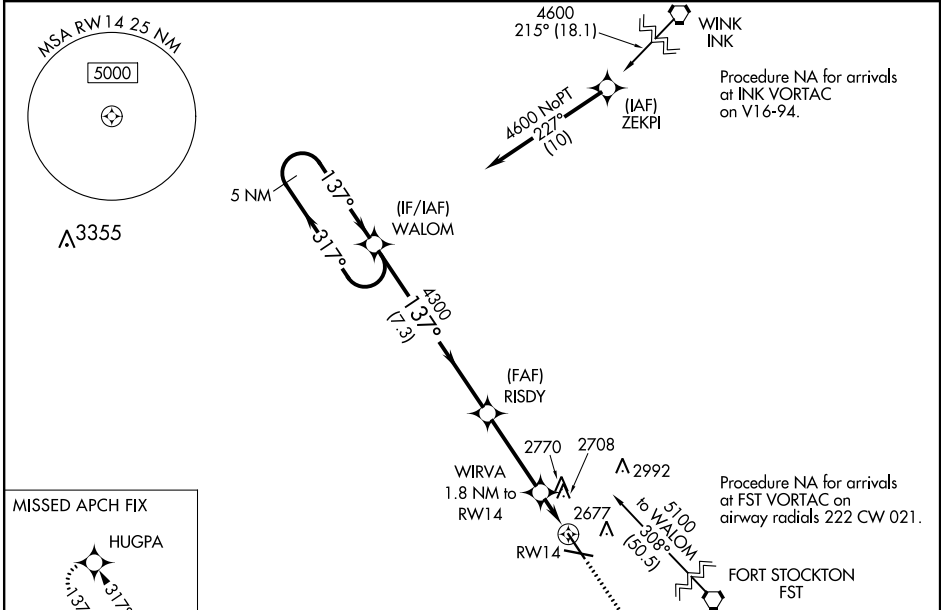 MSA RW14 25 NM
5000
3355
4600
215° (18.1)
WINK
INK
Procedure NA for arrivals
at INK VORTAC
on V16-94.
(IAF)
ZEKPI
4600 NoPT
227°
(10)
5 NM
137°
317°
(IF/IAF)
WALOM
4300
137°
(7.3)
(FAF)
RISDY
2770
2708
2992
WIRVA
1.8 NM to
RW14
2677
RW14
5100
to WALOM
308°
(50.5)
Procedure NA for arrivals
at FST VORTAC on
airway radials 222 CW 021.
FORT STOCKTON
FST
MISSED APCH FIX
HUGPA
137
317°